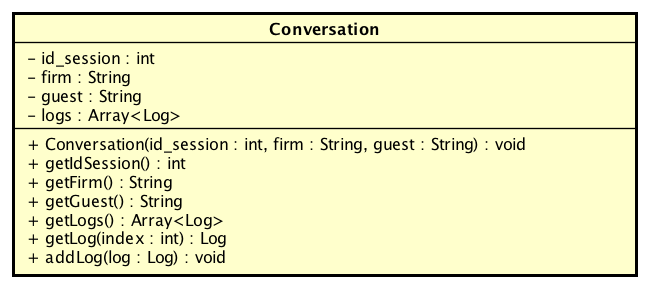 Conversation
- id_session : int
- firm : String
- guest : String
- logs : Array<Log>
+ Conversation(id_session : int, firm : String, guest : String) : void
+ getIdSession() : int
+ getFirm() : String
+ getGuest() : String
+ getLogs() : Array<Log>
+ getLog(index : int) : Log
+ addLog(log : Log) : void